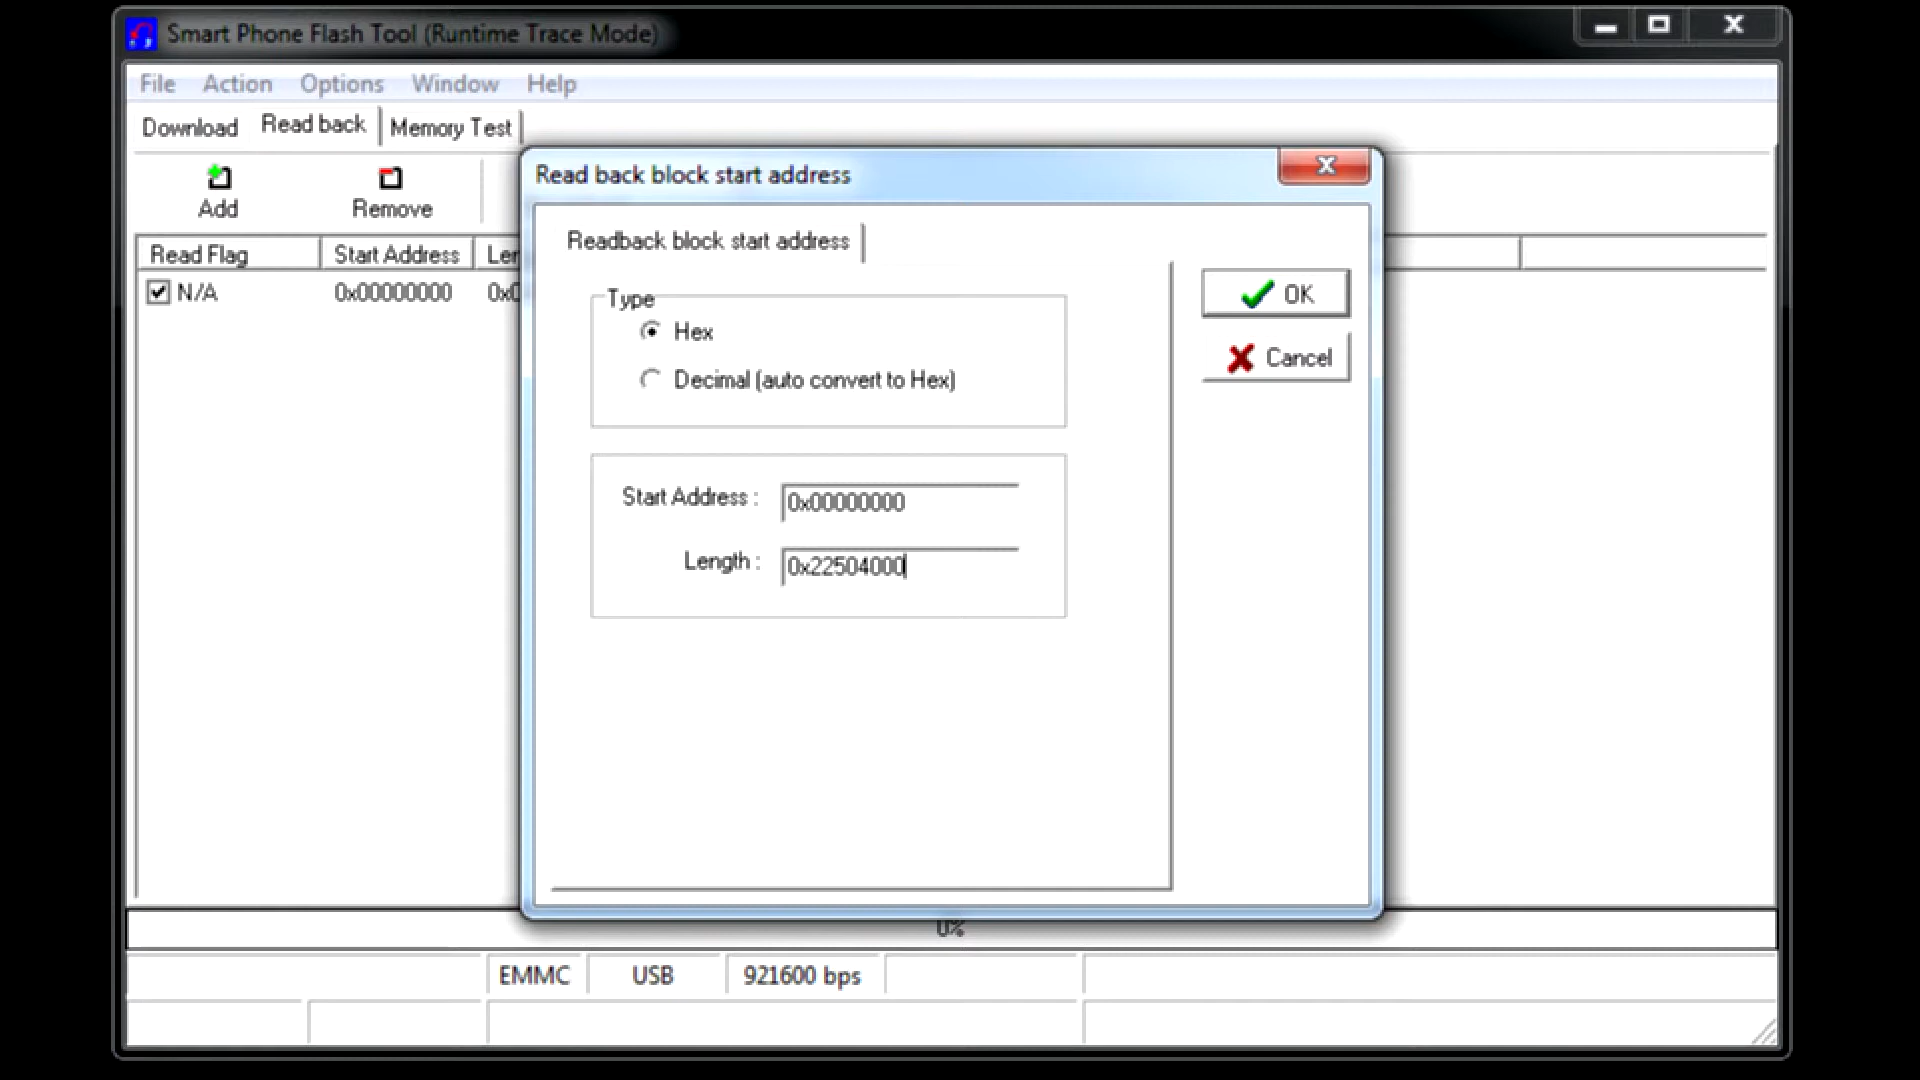 Smart Phone Flash Tool (Runtime Trace Mode)
File Action Options Window Help
Download Read back Memory Test
Add Remove
Read Flag Start Address
N/A 0x00000000
Read back block start address
Readback block start address
Type
Hex
Decimal (auto convert to Hex)
OK
Cancel
Start Address : 0x00000000
Length : 0x22504000
0%
EMMC USB 921600 bps